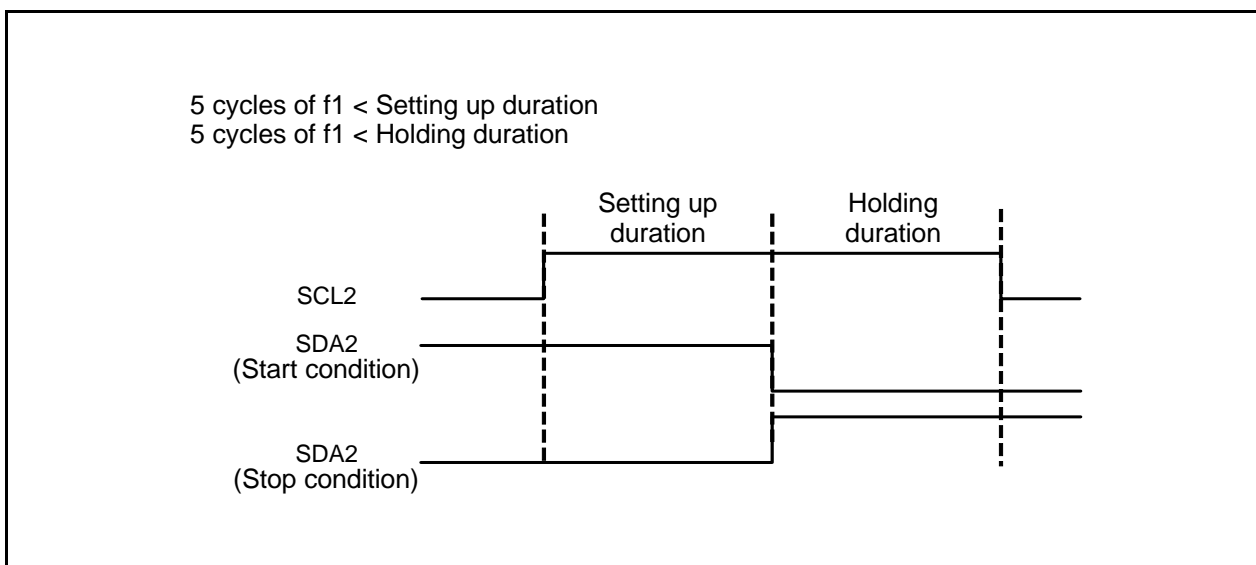 5 cycles of f1 < Setting up duration
5 cycles of f1 < Holding duration
Setting up
duration
Holding
duration
SCL2
SDA2
(Start condition)
SDA2
(Stop condition)